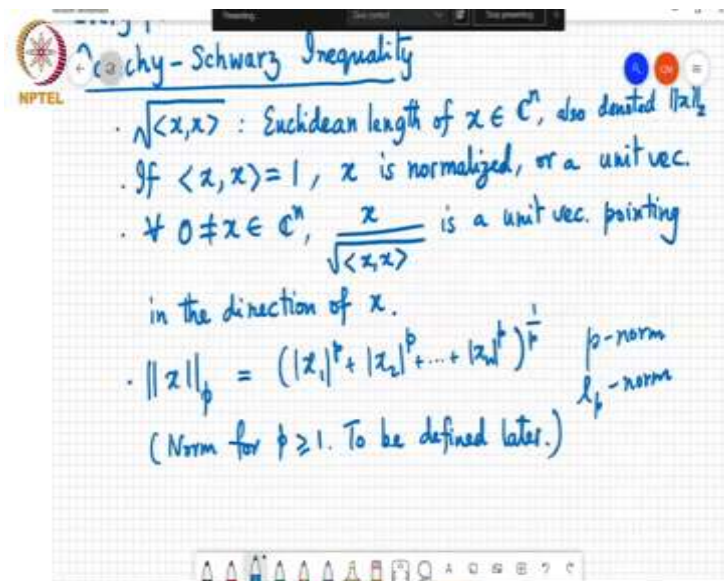 Cauchy-Schwarz Inequality
NPTEL
· √<x,x> : Euclidean length of x ∈ ℂⁿ, also denoted ||x||₂
· If <x,x> = 1, x is normalized, or a unit vec.
· ∀ 0 ≠ x ∈ ℂⁿ, x / √<x,x> is a unit vec. pointing
in the direction of x.
· ||x||_p = (|x₁|^p + |x₂|^p + ... + |xₙ|^p)^(1/p) p-norm
l_p-norm
(Norm for p ≥ 1. To be defined later.)